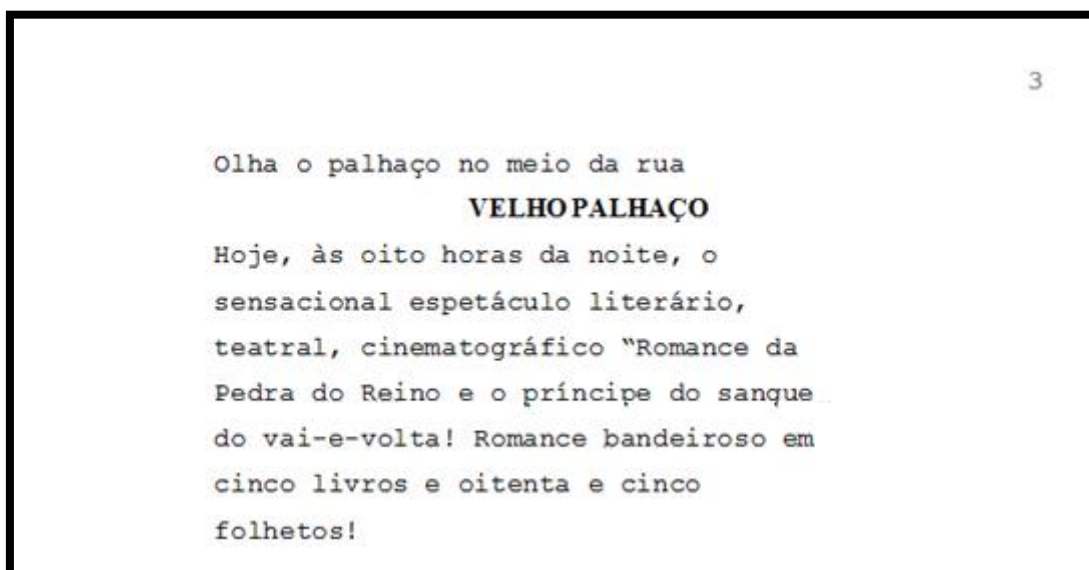 3
Olha o palhaço no meio da rua
VELHO PALHAÇO
Hoje, às oito horas da noite, o
sensacional espetáculo literário,
teatral, cinematográfico “Romance da
Pedra do Reino e o príncipe do sangue
do vai-e-volta! Romance bandeiroso em
cinco livros e oitenta e cinco
folhetos!